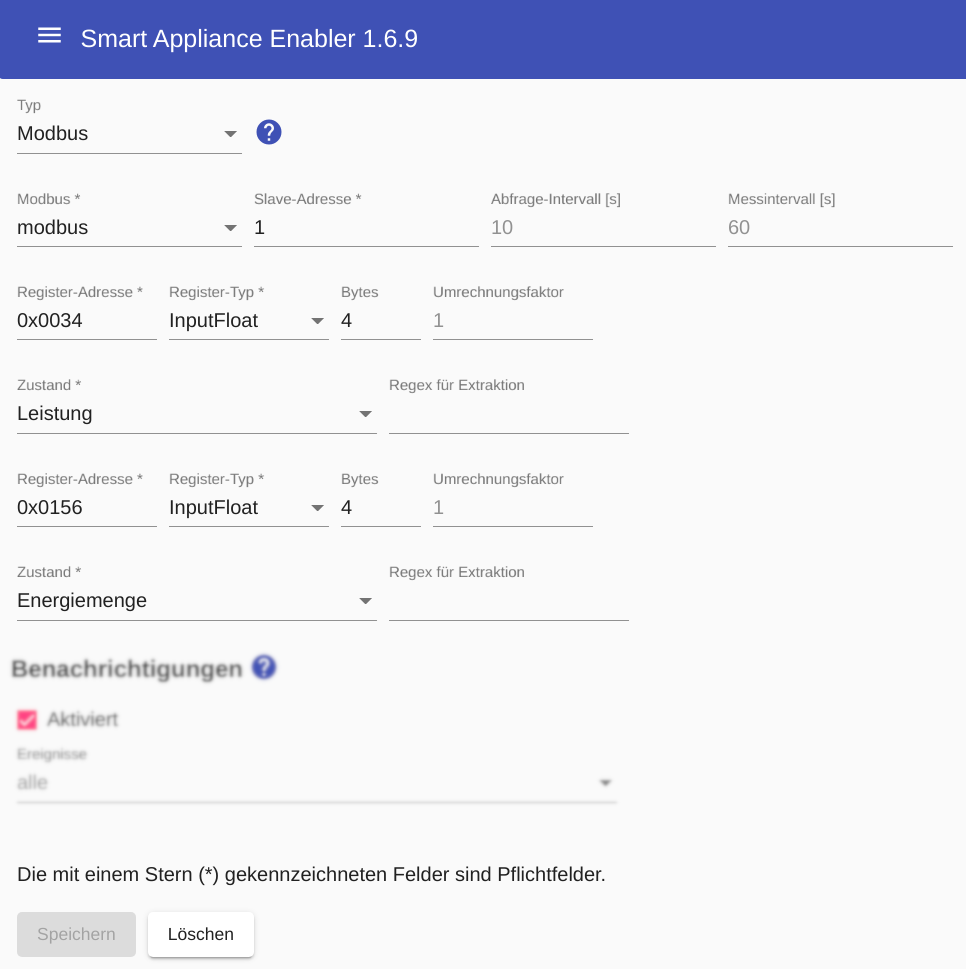 Smart Appliance Enabler 1.6.9
Typ
Modbus
Modbus * Slave-Adresse * Abfrage-Intervall [s] Messintervall [s]
modbus 1 10 60
Register-Adresse * Register-Typ * Bytes Umrechnungsfaktor
0x0034 InputFloat 4 1
Zustand * Regex für Extraktion
Leistung
Register-Adresse * Register-Typ * Bytes Umrechnungsfaktor
0x0156 InputFloat 4 1
Zustand * Regex für Extraktion
Energiemenge
Benachrichtigungen
Aktiviert
Ereignisse
alle
Die mit einem Stern (*) gekennzeichneten Felder sind Pflichtfelder.
Speichern Löschen